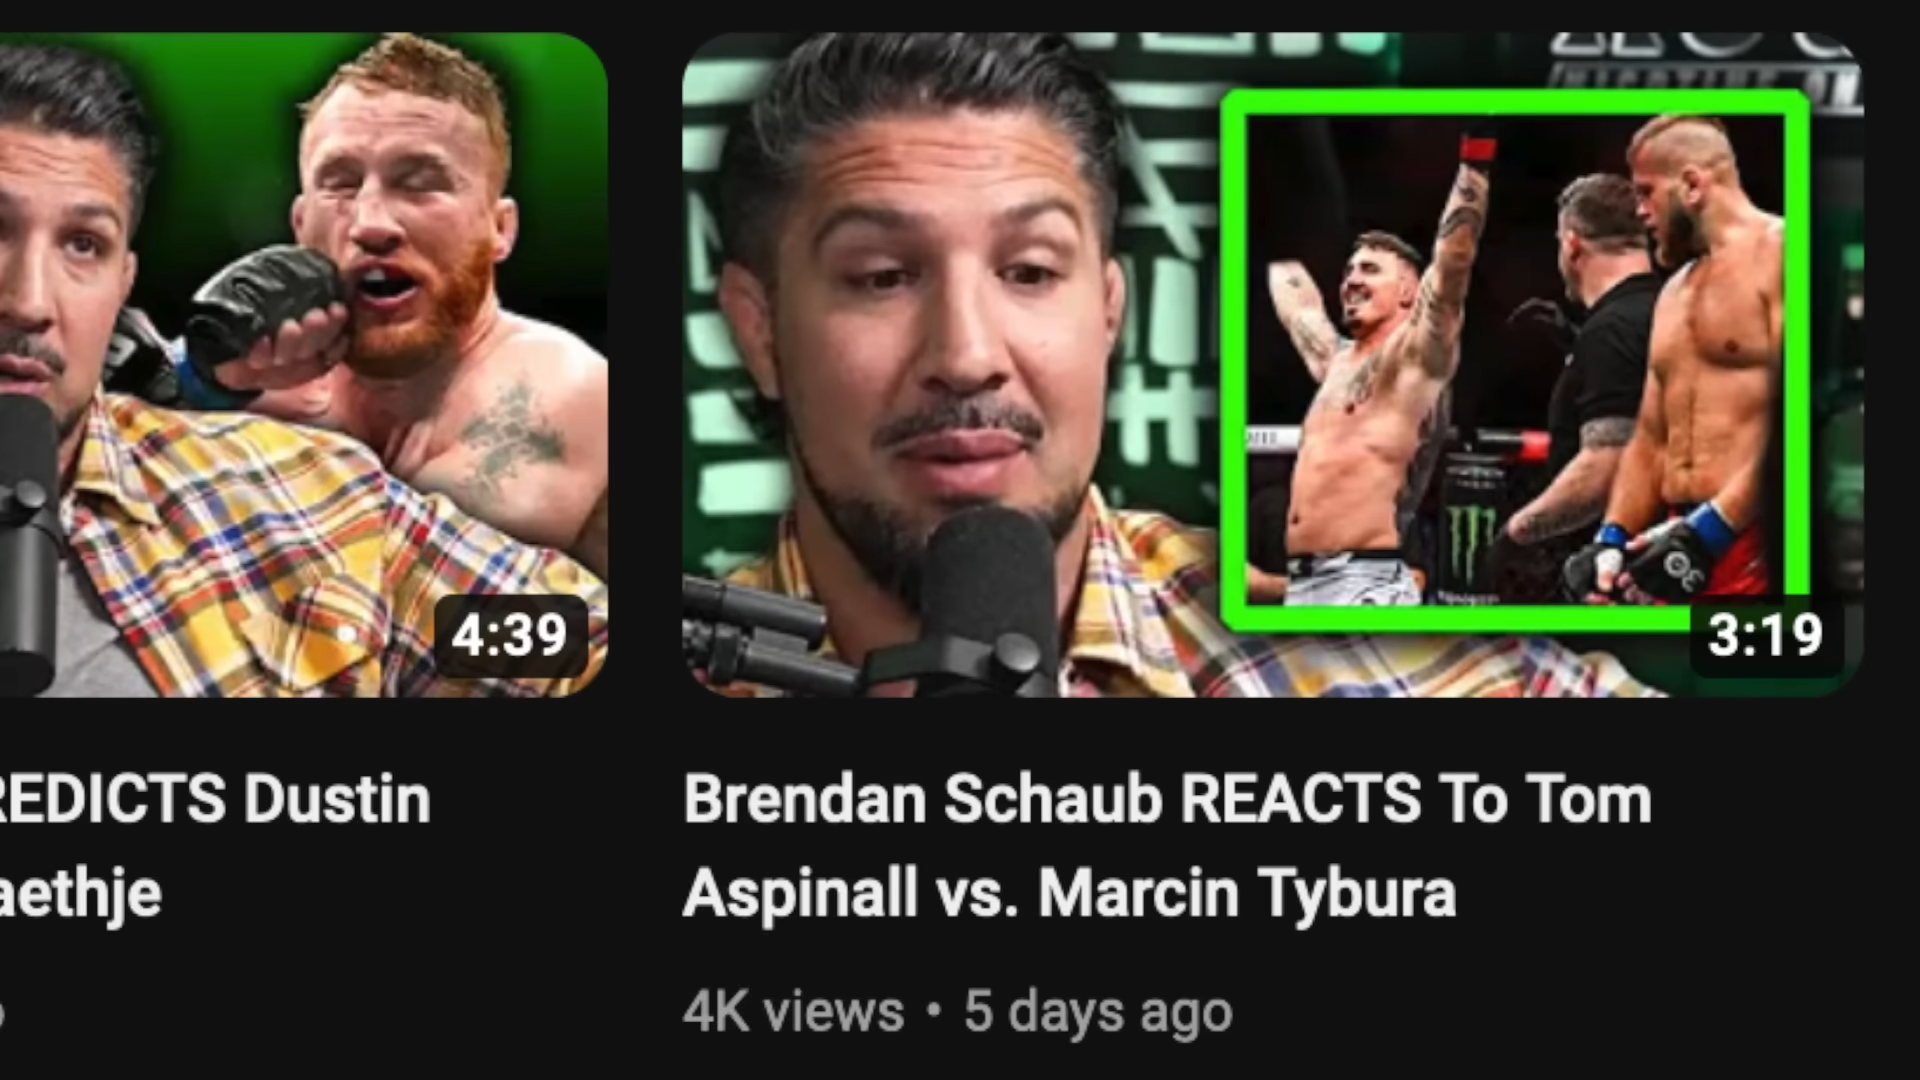 4:39
3:19
REDICTS Dustin
aethje
Brendan Schaub REACTS To Tom
Aspinall vs. Marcin Tybura
4K views • 5 days ago